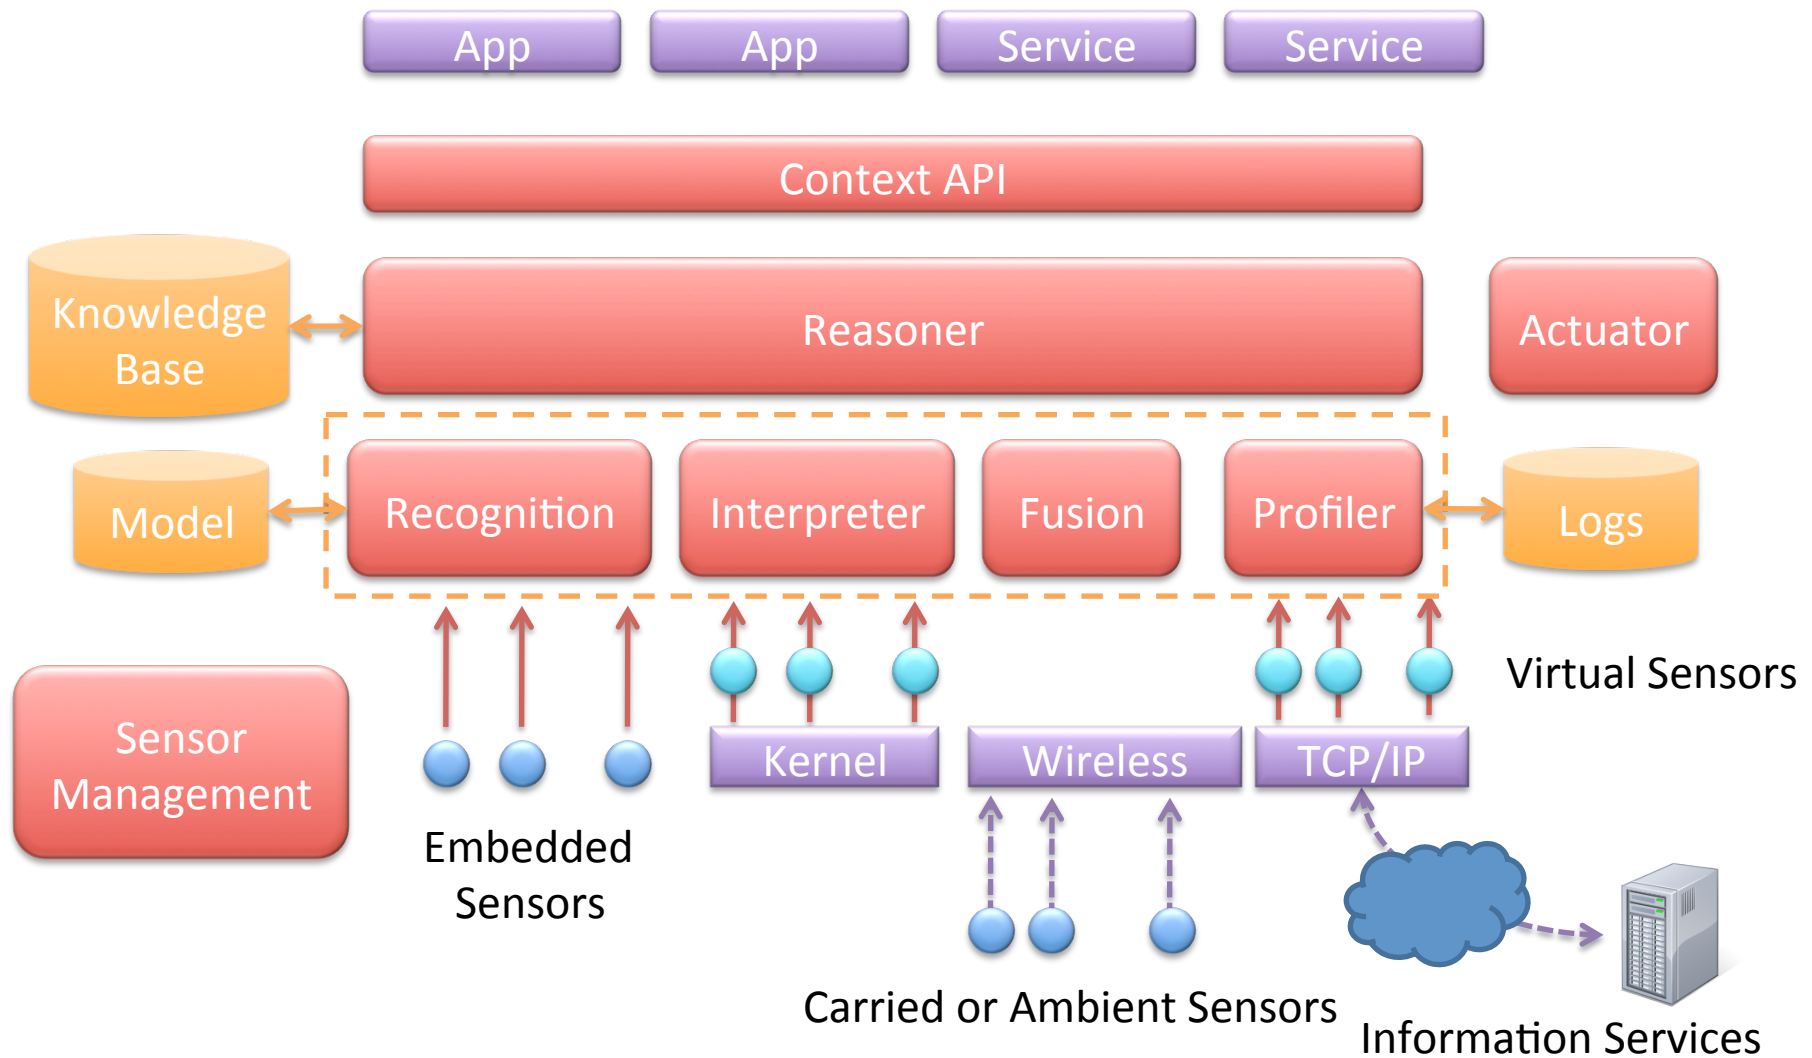 App
App
Service
Service
Context API
Knowledge
Base
Reasoner
Actuator
Model
Recognition
Interpreter
Fusion
Profiler
Logs
Virtual Sensors
Sensor
Management
Kernel
Wireless
TCP/IP
Embedded
Sensors
Carried or Ambient Sensors
Information Services